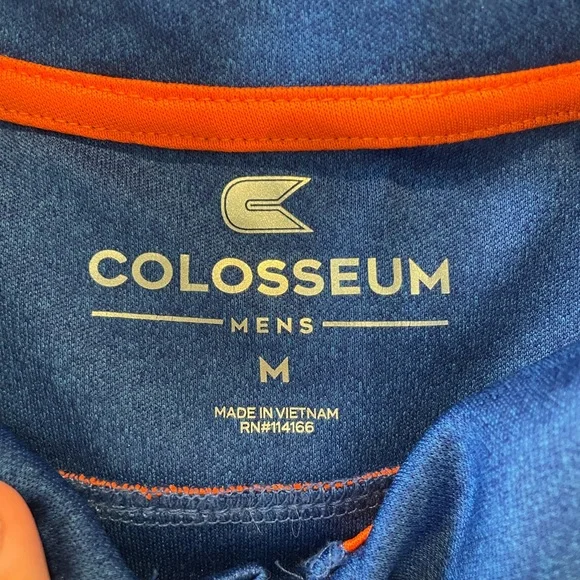 COLOSSEUM
MENS
M
MADE IN VIETNAM
RN#114166